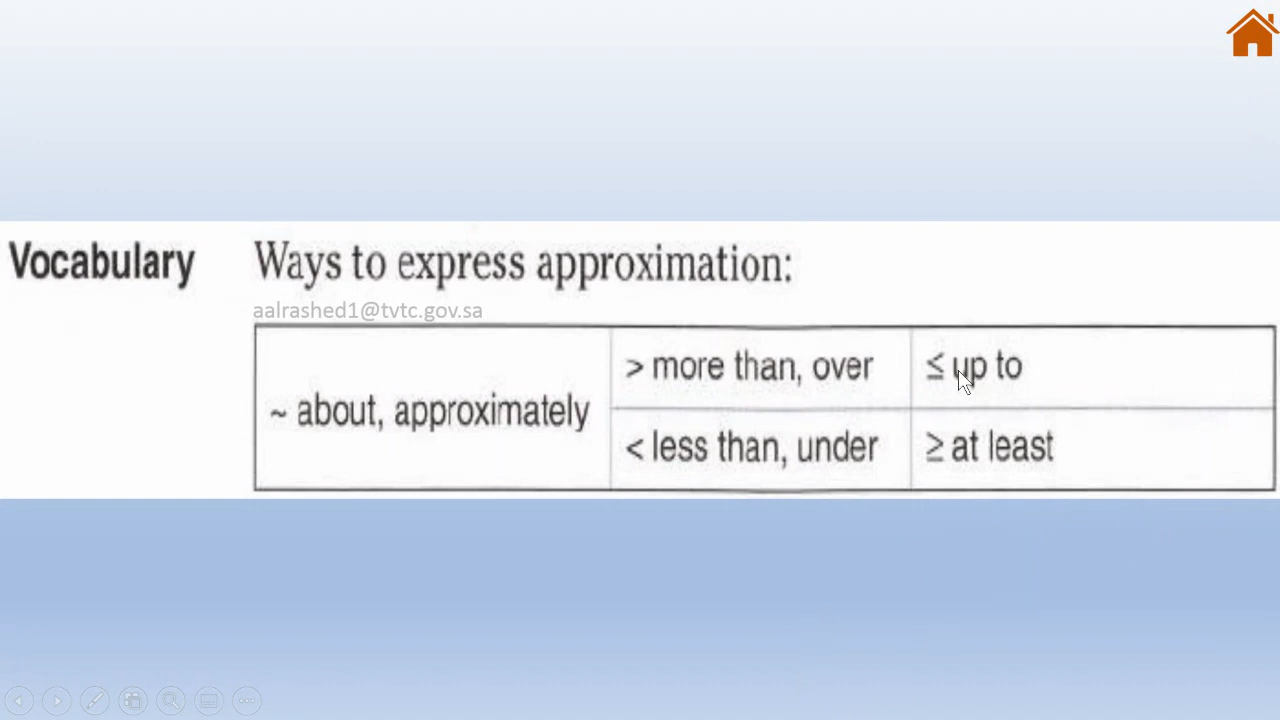 Vocabulary Ways to express approximation:
aalrashed1@tvtc.gov.sa
~ about, approximately
> more than, over
≤ up to
< less than, under
≥ at least